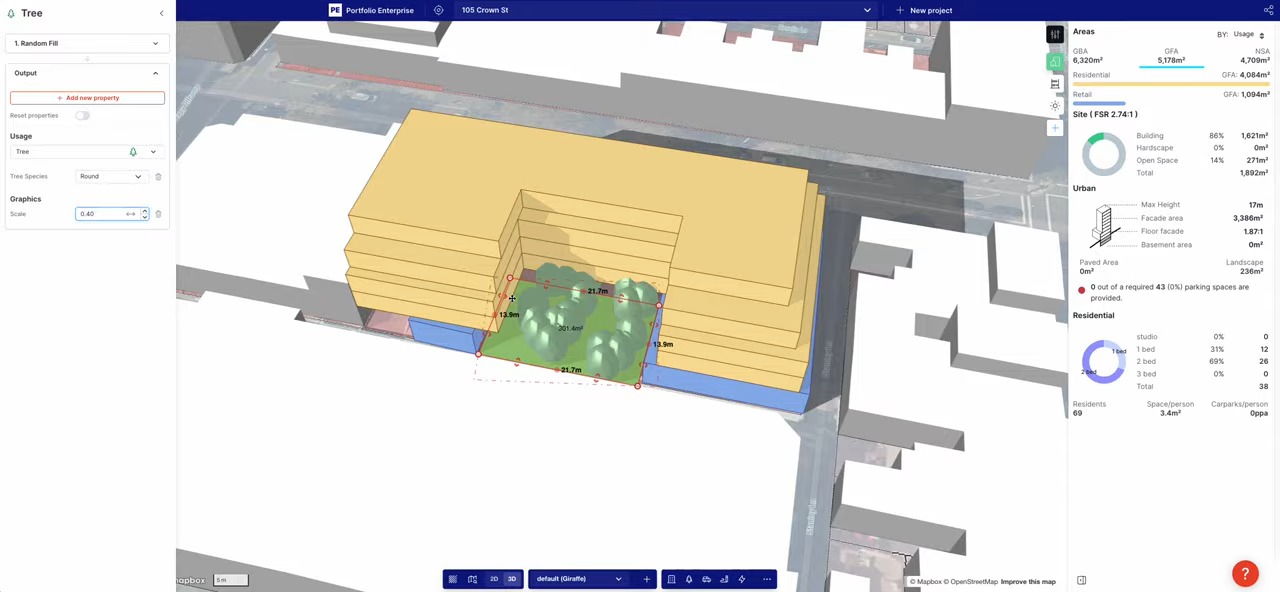 Tree
PE Portfolio Enterprise
105 Crown St
New project
1. Random Fill
Output
+ Add new property
Reset properties
Usage
Tree
Tree Species Round
Graphics
Scale 0.40
21.7m
13.9m
301.4m²
13.9m
21.7m
mapbox
5 m
2D 3D
default (Giraffe)
© Mapbox © OpenStreetMap Improve this map
Areas
BY: Usage
GBA GFA NSA
6,320m² 5,178m² 4,709m²
Residential GFA: 4,084m²
Retail GFA: 1,094m²
Site ( FSR 2.74:1 )
Building 86% 1,621m²
Hardscape 0% 0m²
Open Space 14% 271m²
Total 1,892m²
Urban
Max Height 17m
Facade area 3,386m²
Floor facade 1.87:1
Basement area 0m²
Paved Area Landscape
0m² 236m²
0 out of a required 43 (0%) parking spaces are
provided.
Residential
1 bed
2 bed
studio 0% 0
1 bed 31% 12
2 bed 69% 26
3 bed 0% 0
Total 38
Residents Space/person Carparks/person
69 3.4m² 0ppa
?